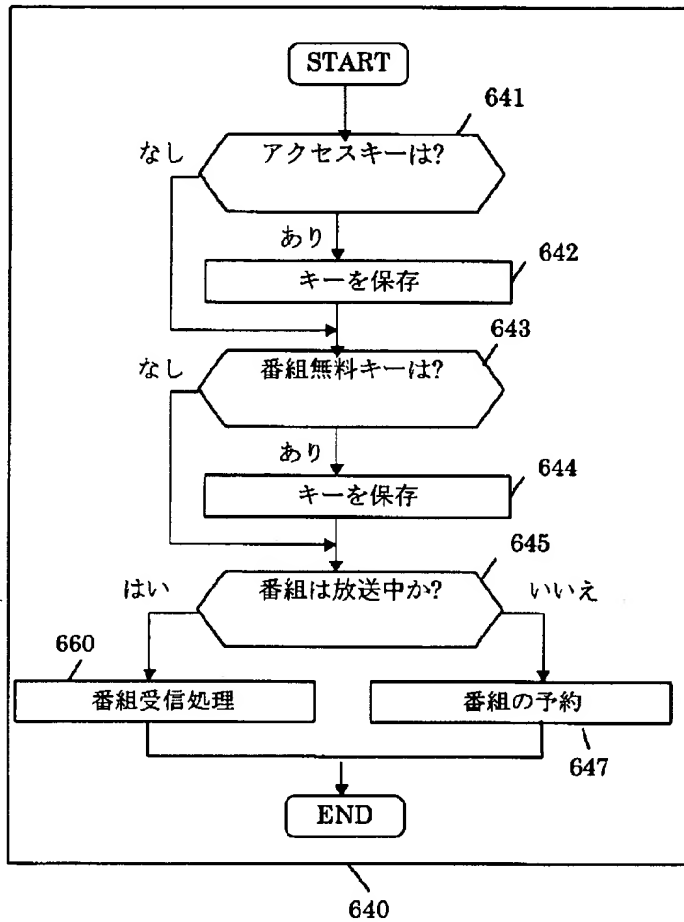 START
641
アクセスキーは?
なし
あり
642
キーを保存
643
番組無料キーは?
なし
あり
644
キーを保存
645
番組は放送中か?
はい
いいえ
660
番組受信処理
番組の予約
647
END
640